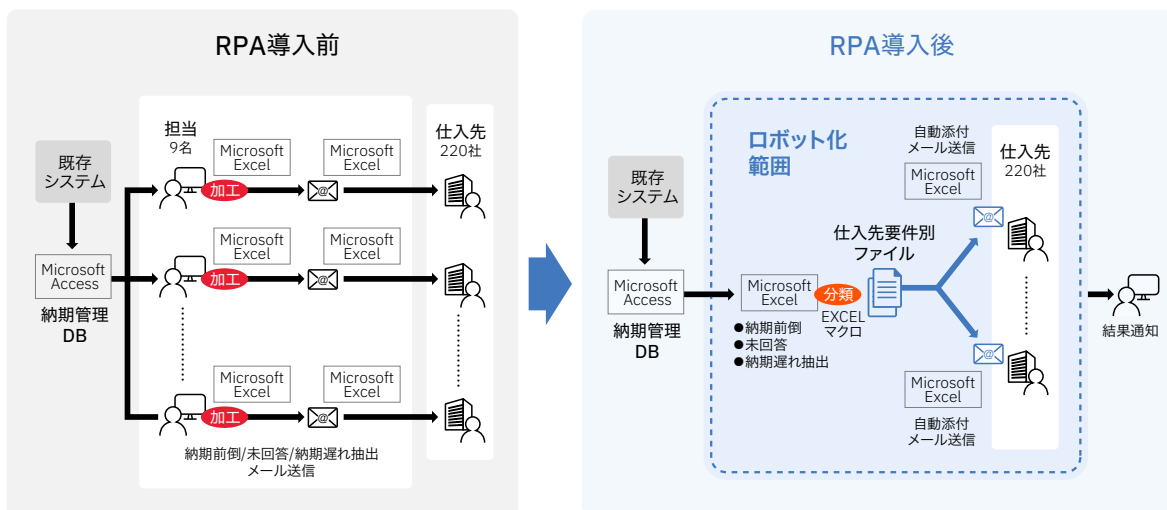 RPA導入前
既存
システム
Microsoft
Access
納期管理
DB
担当
9名
Microsoft
Excel
Microsoft
Excel
加工
@
Microsoft
Excel
Microsoft
Excel
加工
@
Microsoft
Excel
Microsoft
Excel
加工
@
納期前倒/未回答/納期遅れ抽出
メール送信
仕入先
220社
RPA導入後
既存
システム
Microsoft
Access
納期管理
DB
ロボット化
範囲
Microsoft
Excel
分類
EXCEL
マクロ
●納期前倒
●未回答
●納期遅れ抽出
仕入先要件別
ファイル
自動添付
メール送信
Microsoft
Excel
@
@
Microsoft
Excel
自動添付
メール送信
仕入先
220社
結果通知